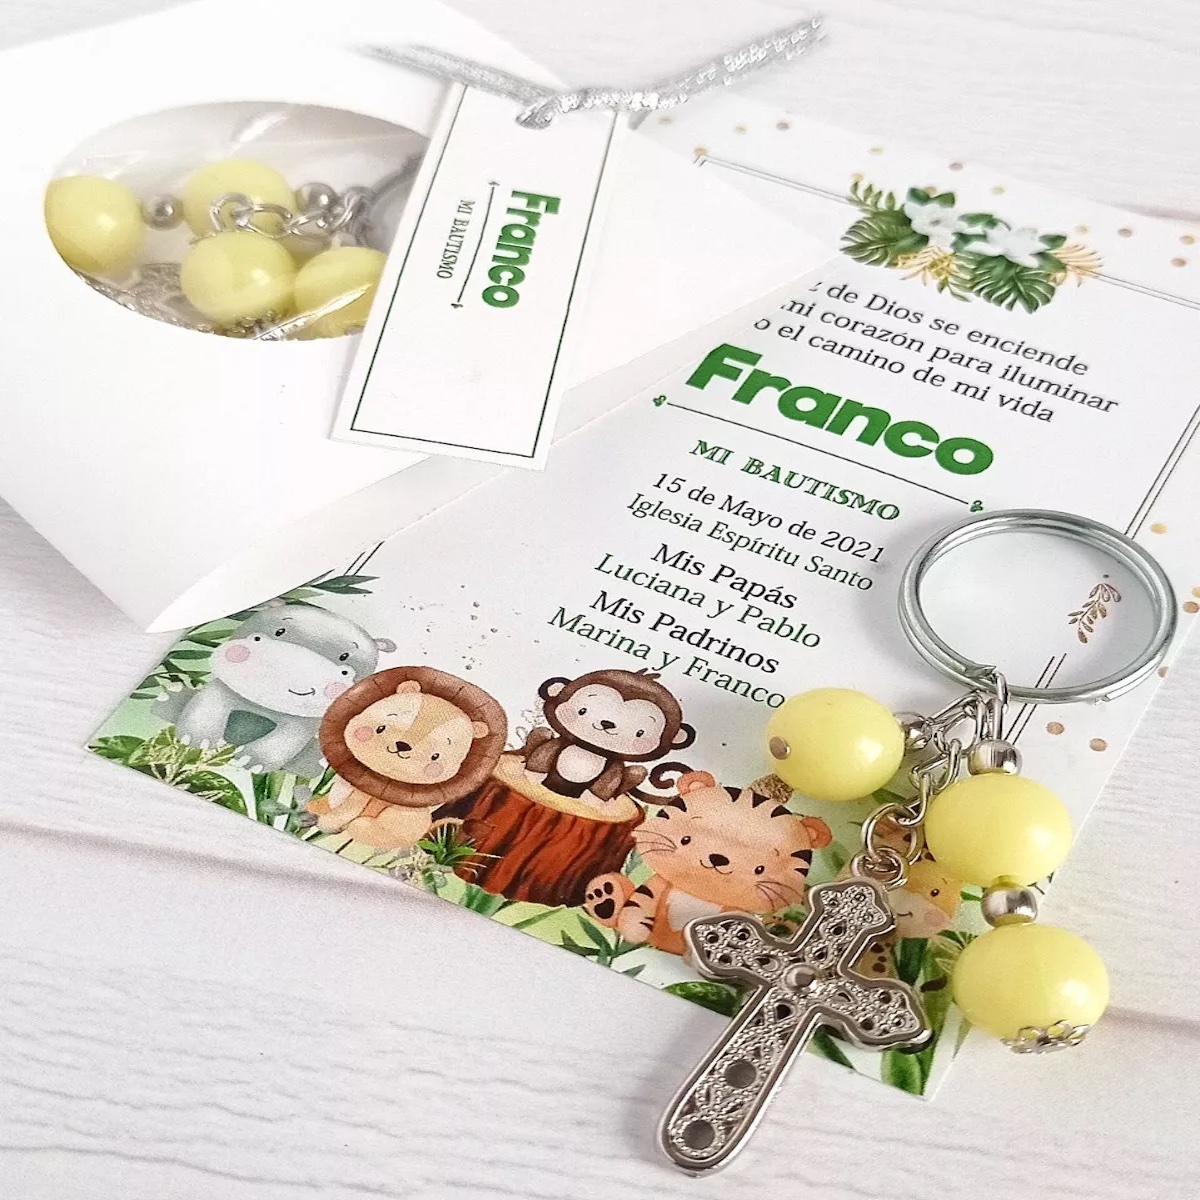 Franco
MI BAUTISMO
de Dios se enciende
mi corazón para iluminar
el camino de mi vida
Franco
MI BAUTISMO
15 de Mayo de 2021
Iglesia Espíritu Santo
Mis Papás
Luciana y Pablo
Mis Padrinos
Marina y Franco